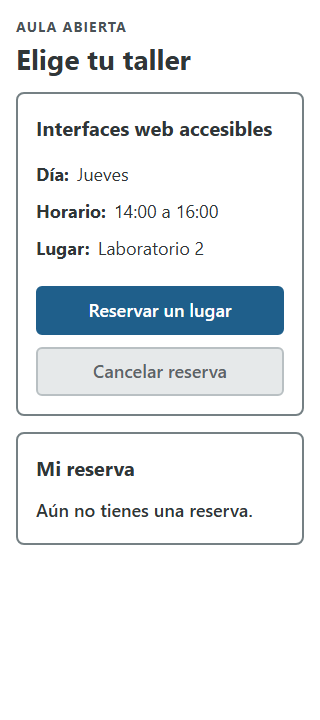 AULA ABIERTA
Elige tu taller
Interfaces web accesibles
Día: Jueves
Horario: 14:00 a 16:00
Lugar: Laboratorio 2
Reservar un lugar
Cancelar reserva
Mi reserva
Aún no tienes una reserva.